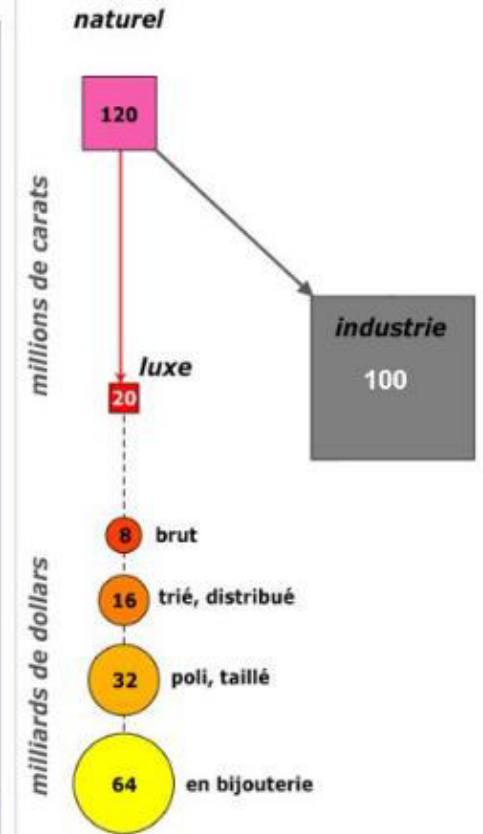 naturel
120
millions de carats
industrie
100
luxe
20
8 brut
16 trié, distribué
milliards de dollars
32 poli, taillé
64 en bijouterie